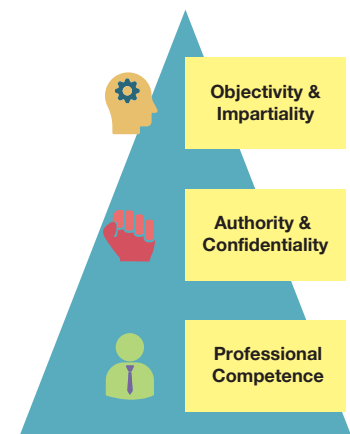 Objectivity &
Impartiality
Authority &
Confidentiality
Professional
Competence